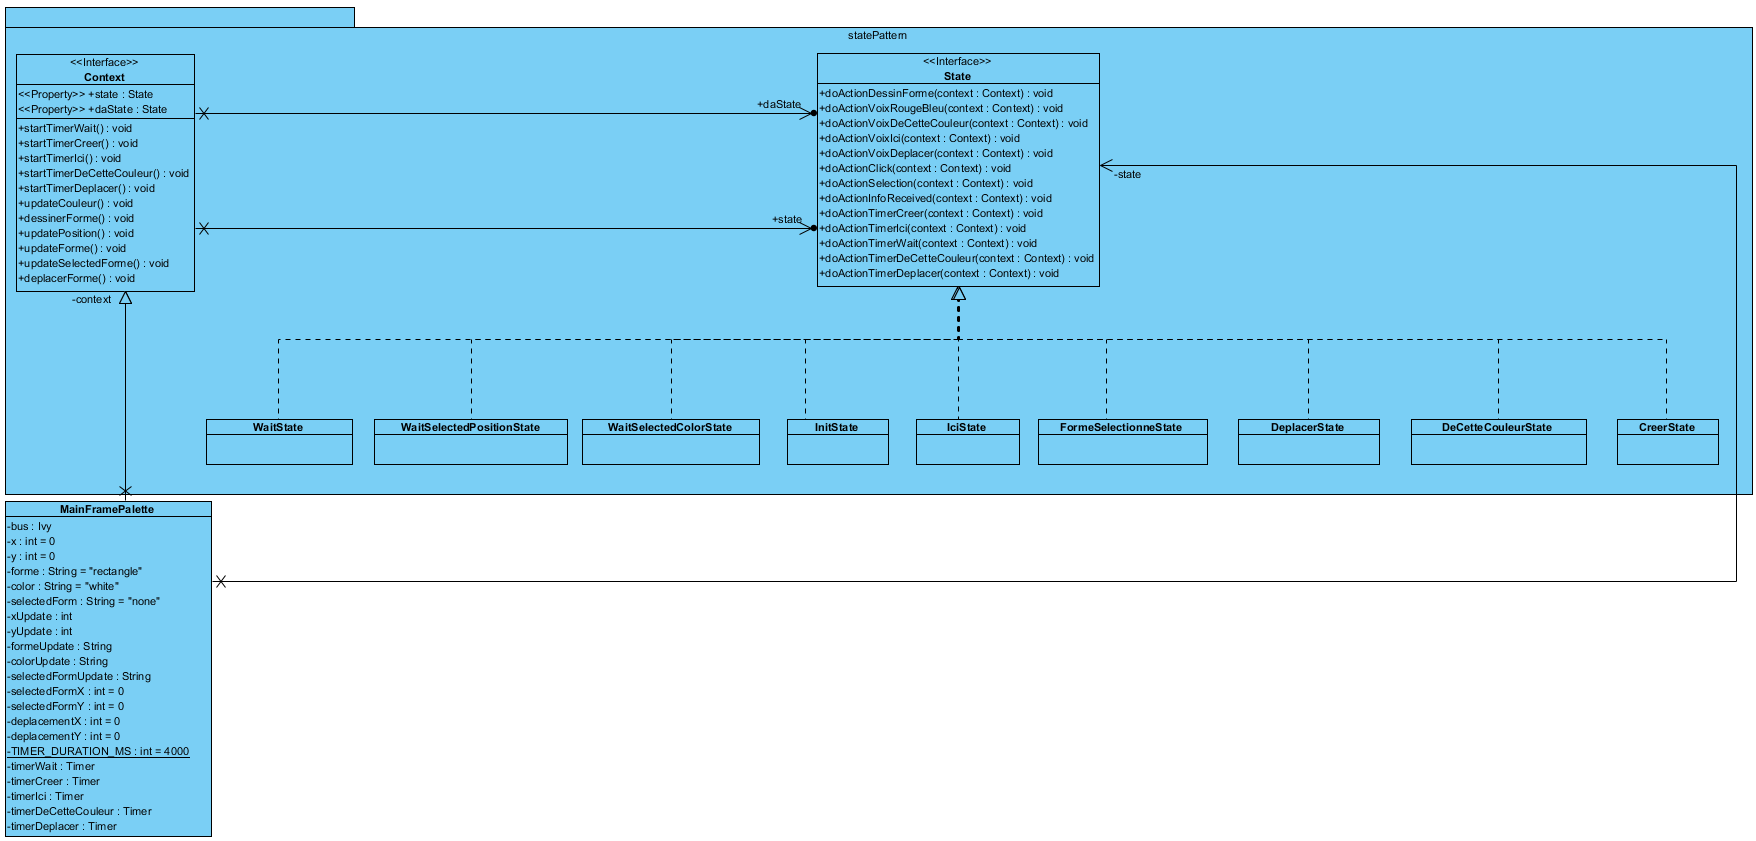 statePattern
<<Interface>>
Context
<<Property>> +state : State
<<Property>> +daState : State
+startTimerWait() : void
+startTimerCreer() : void
+startTimerIci() : void
+startTimerDeCetteCouleur() : void
+startTimerDeplacer() : void
+updateCouleur() : void
+dessinerForme() : void
+updatePosition() : void
+updateForme() : void
+updateSelectedForme() : void
+deplacerForme() : void
-context
+daState
+state
<<Interface>>
State
+doActionDessinForme(context : Context) : void
+doActionVoixRougeBleu(context : Context) : void
+doActionVoixDeCetteCouleur(context : Context) : void
+doActionVoixIci(context : Context) : void
+doActionVoixDeplacer(context : Context) : void
+doActionClick(context : Context) : void
+doActionSelection(context : Context) : void
+doActionInfoReceived(context : Context) : void
+doActionTimerCreer(context : Context) : void
+doActionTimerIci(context : Context) : void
+doActionTimerWait(context : Context) : void
+doActionTimerDeCetteCouleur(context : Context) : void
+doActionTimerDeplacer(context : Context) : void
-state
WaitState
WaitSelectedPositionState
WaitSelectedColorState
InitState
IciState
FormeSelectionneState
DeplacerState
DeCetteCouleurState
CreerState
MainFramePalette
-bus : Ivy
-x : int = 0
-y : int = 0
-forme : String = "rectangle"
-color : String = "white"
-selectedForm : String = "none"
-xUpdate : int
-yUpdate : int
-formeUpdate : String
-colorUpdate : String
-selectedFormUpdate : String
-selectedFormX : int = 0
-selectedFormY : int = 0
-deplacementX : int = 0
-deplacementY : int = 0
-TIMER_DURATION_MS : int = 4000
-timerWait : Timer
-timerCreer : Timer
-timerIci : Timer
-timerDeCetteCouleur : Timer
-timerDeplacer : Timer